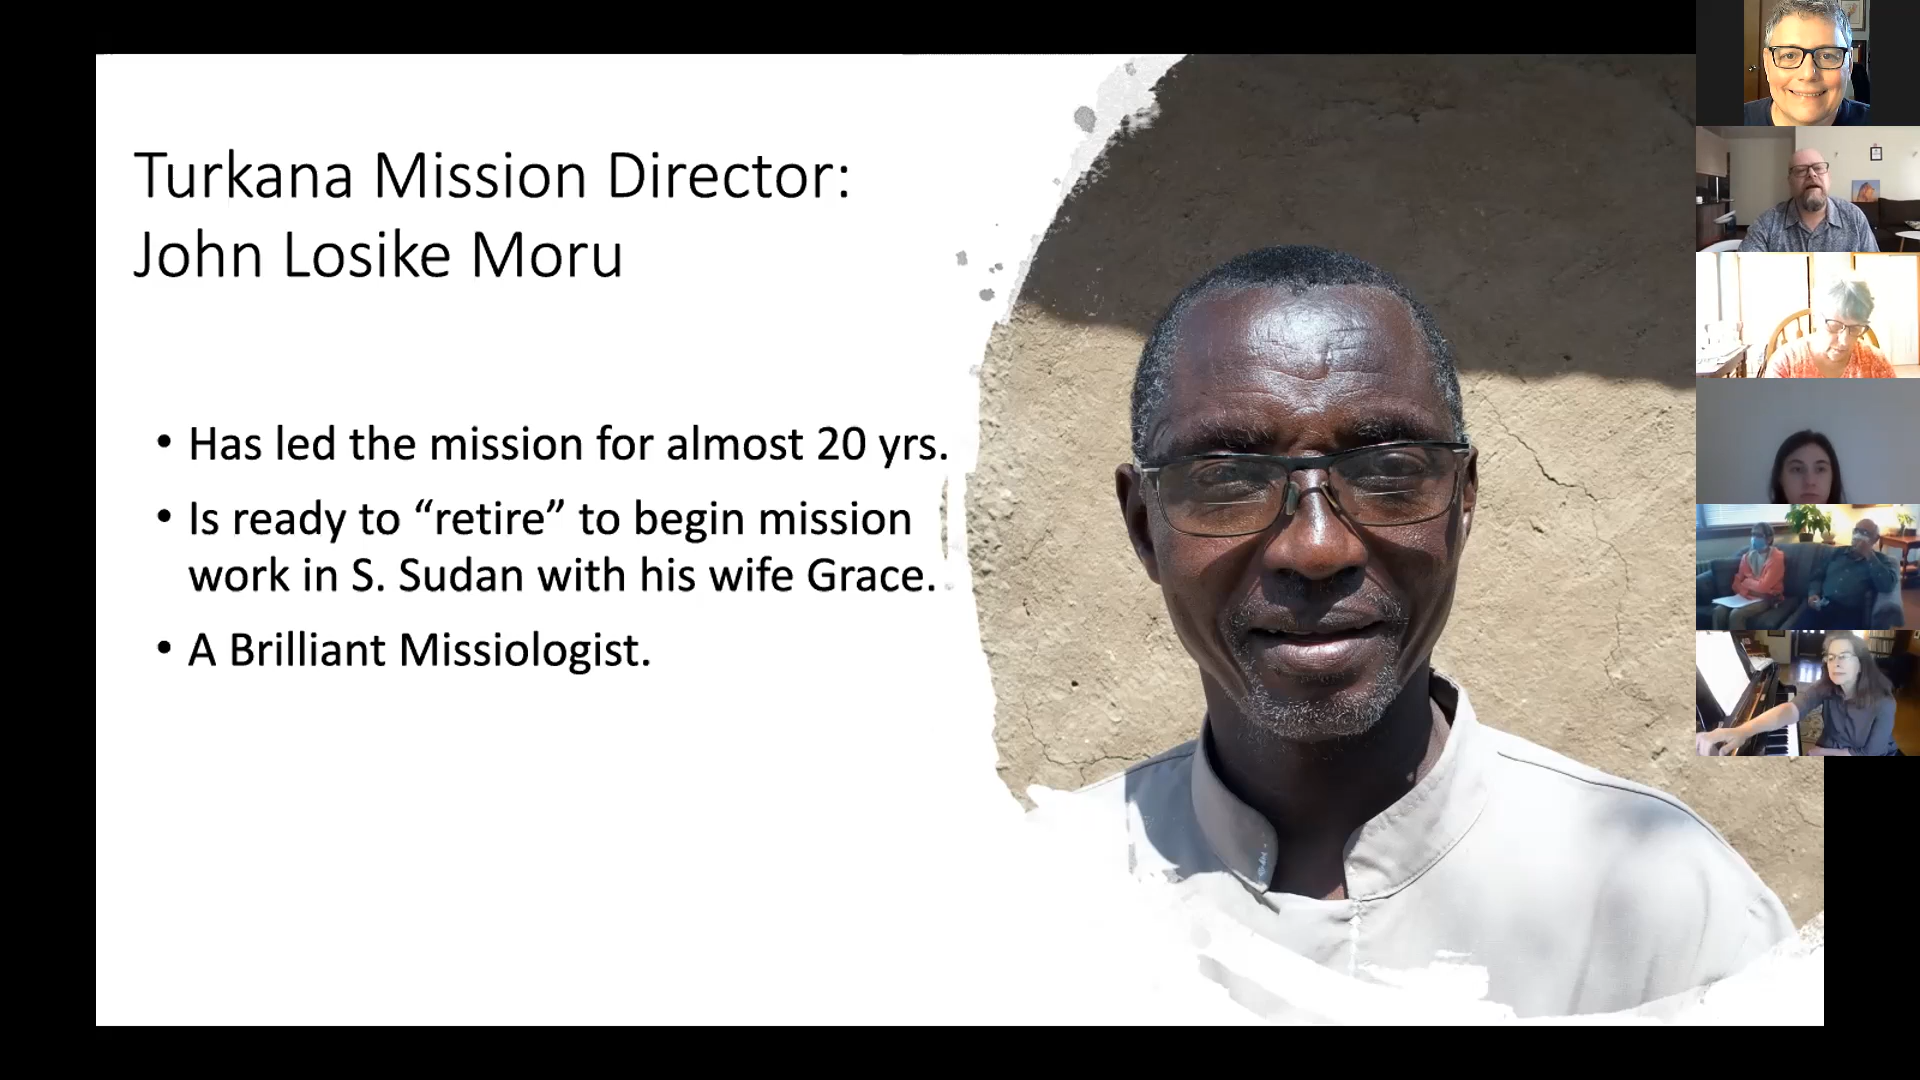 Turkana Mission Director:
John Losike Moru
• Has led the mission for almost 20 yrs.
• Is ready to “retire” to begin mission
work in S. Sudan with his wife Grace.
• A Brilliant Missiologist.